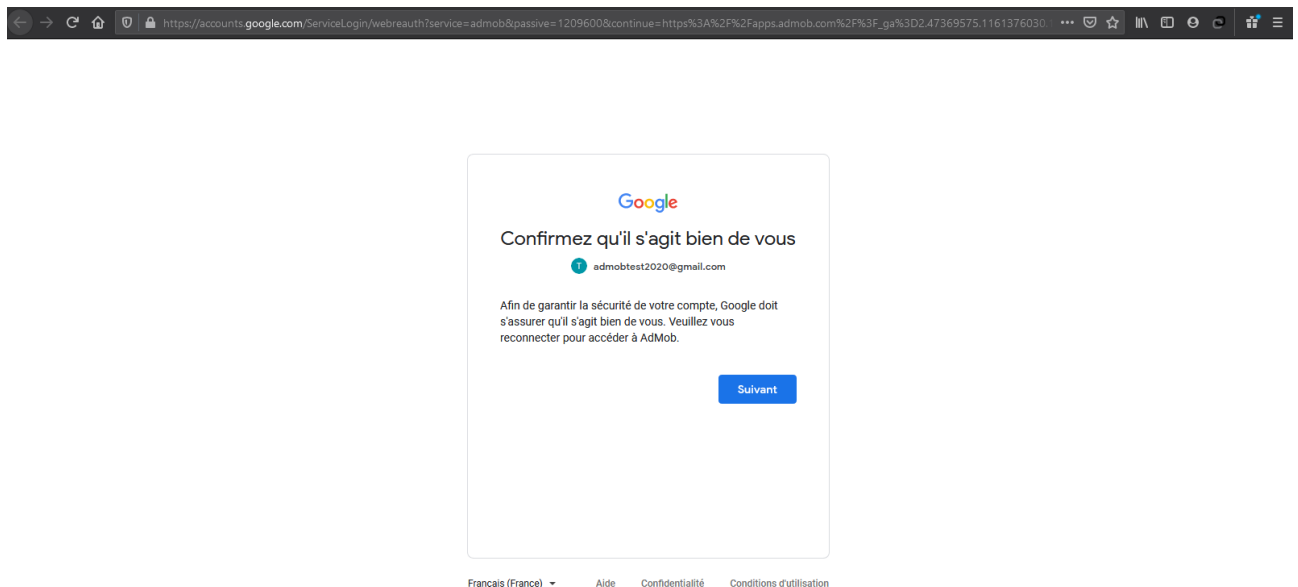 https://accounts.google.com/ServiceLogin/webreauth?service=admob&passive=1209600&continue=https%3A%2F%2Fapps.admob.com%2F%3F_ga%3D2.47369575.1161376030.
Google
Confirmez qu'il s'agit bien de vous
T admobtest2020@gmail.com
Afin de garantir la sécurité de votre compte, Google doit
s'assurer qu'il s'agit bien de vous. Veuillez vous
reconnecter pour accéder à AdMob.
Suivant
Français (France) Aide Confidentialité Conditions d'utilisation